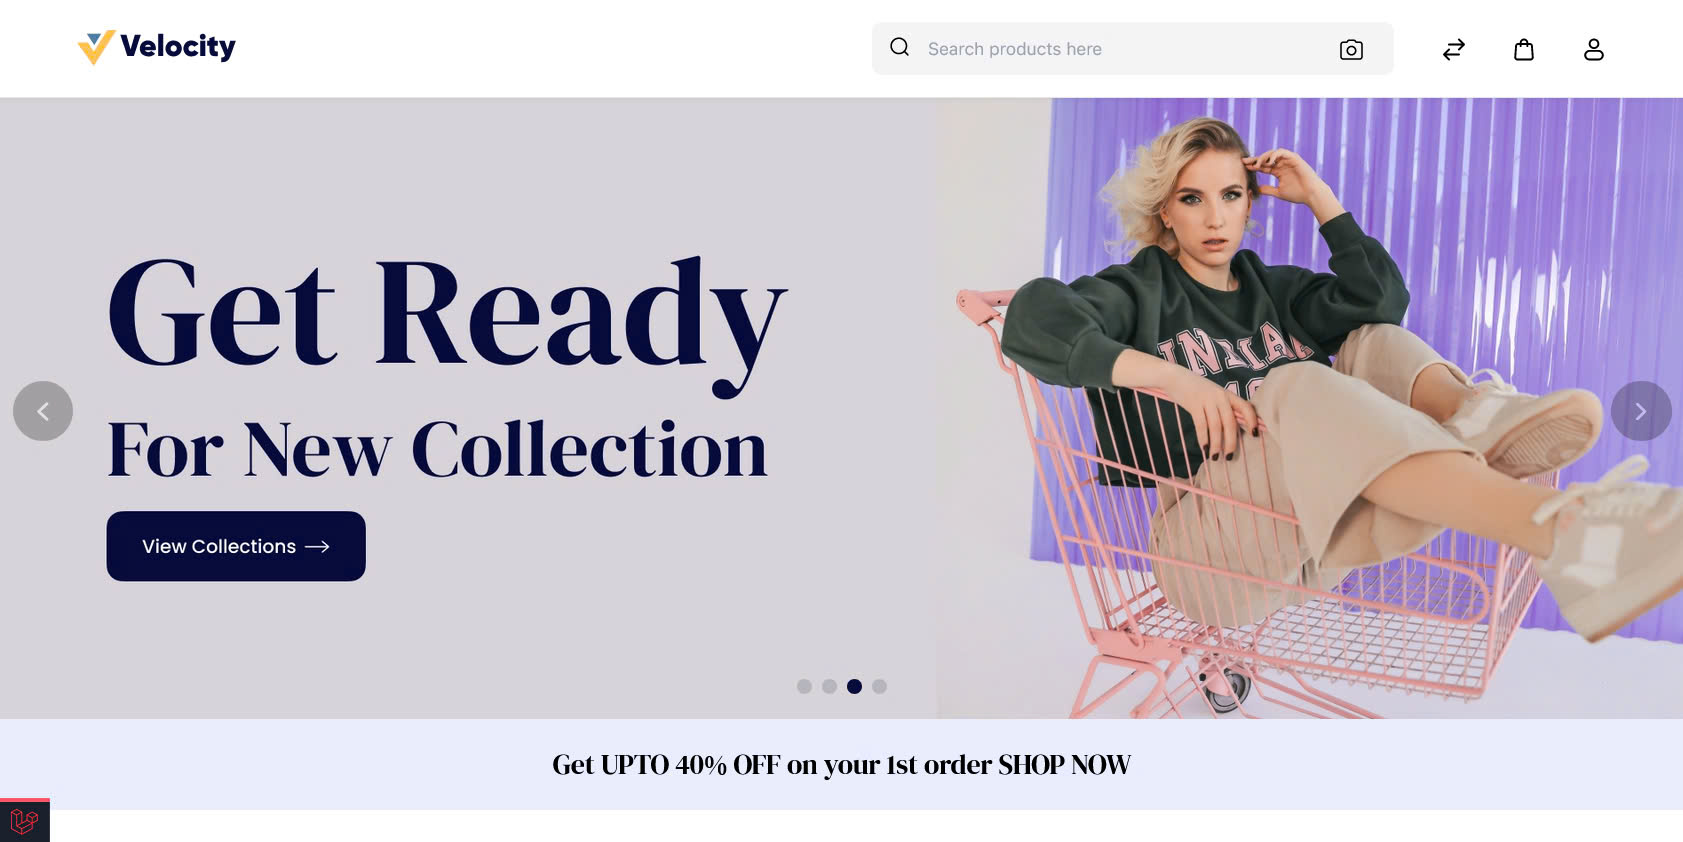 Velocity
Search products here
Get Ready
For New Collection
View Collections
Get UPTO 40% OFF on your 1st order SHOP NOW